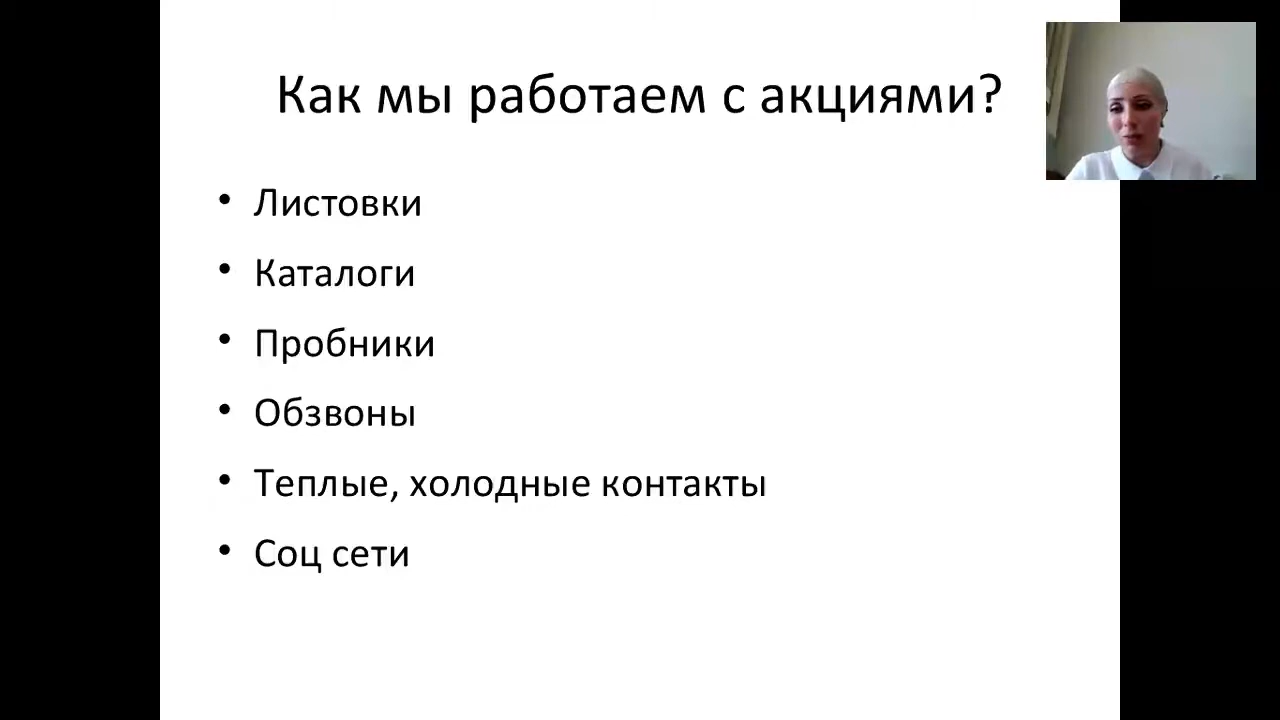 Как мы работаем с акциями?
• Листовки
• Каталоги
• Пробники
• Обзвоны
• Теплые, холодные контакты
• Соц сети